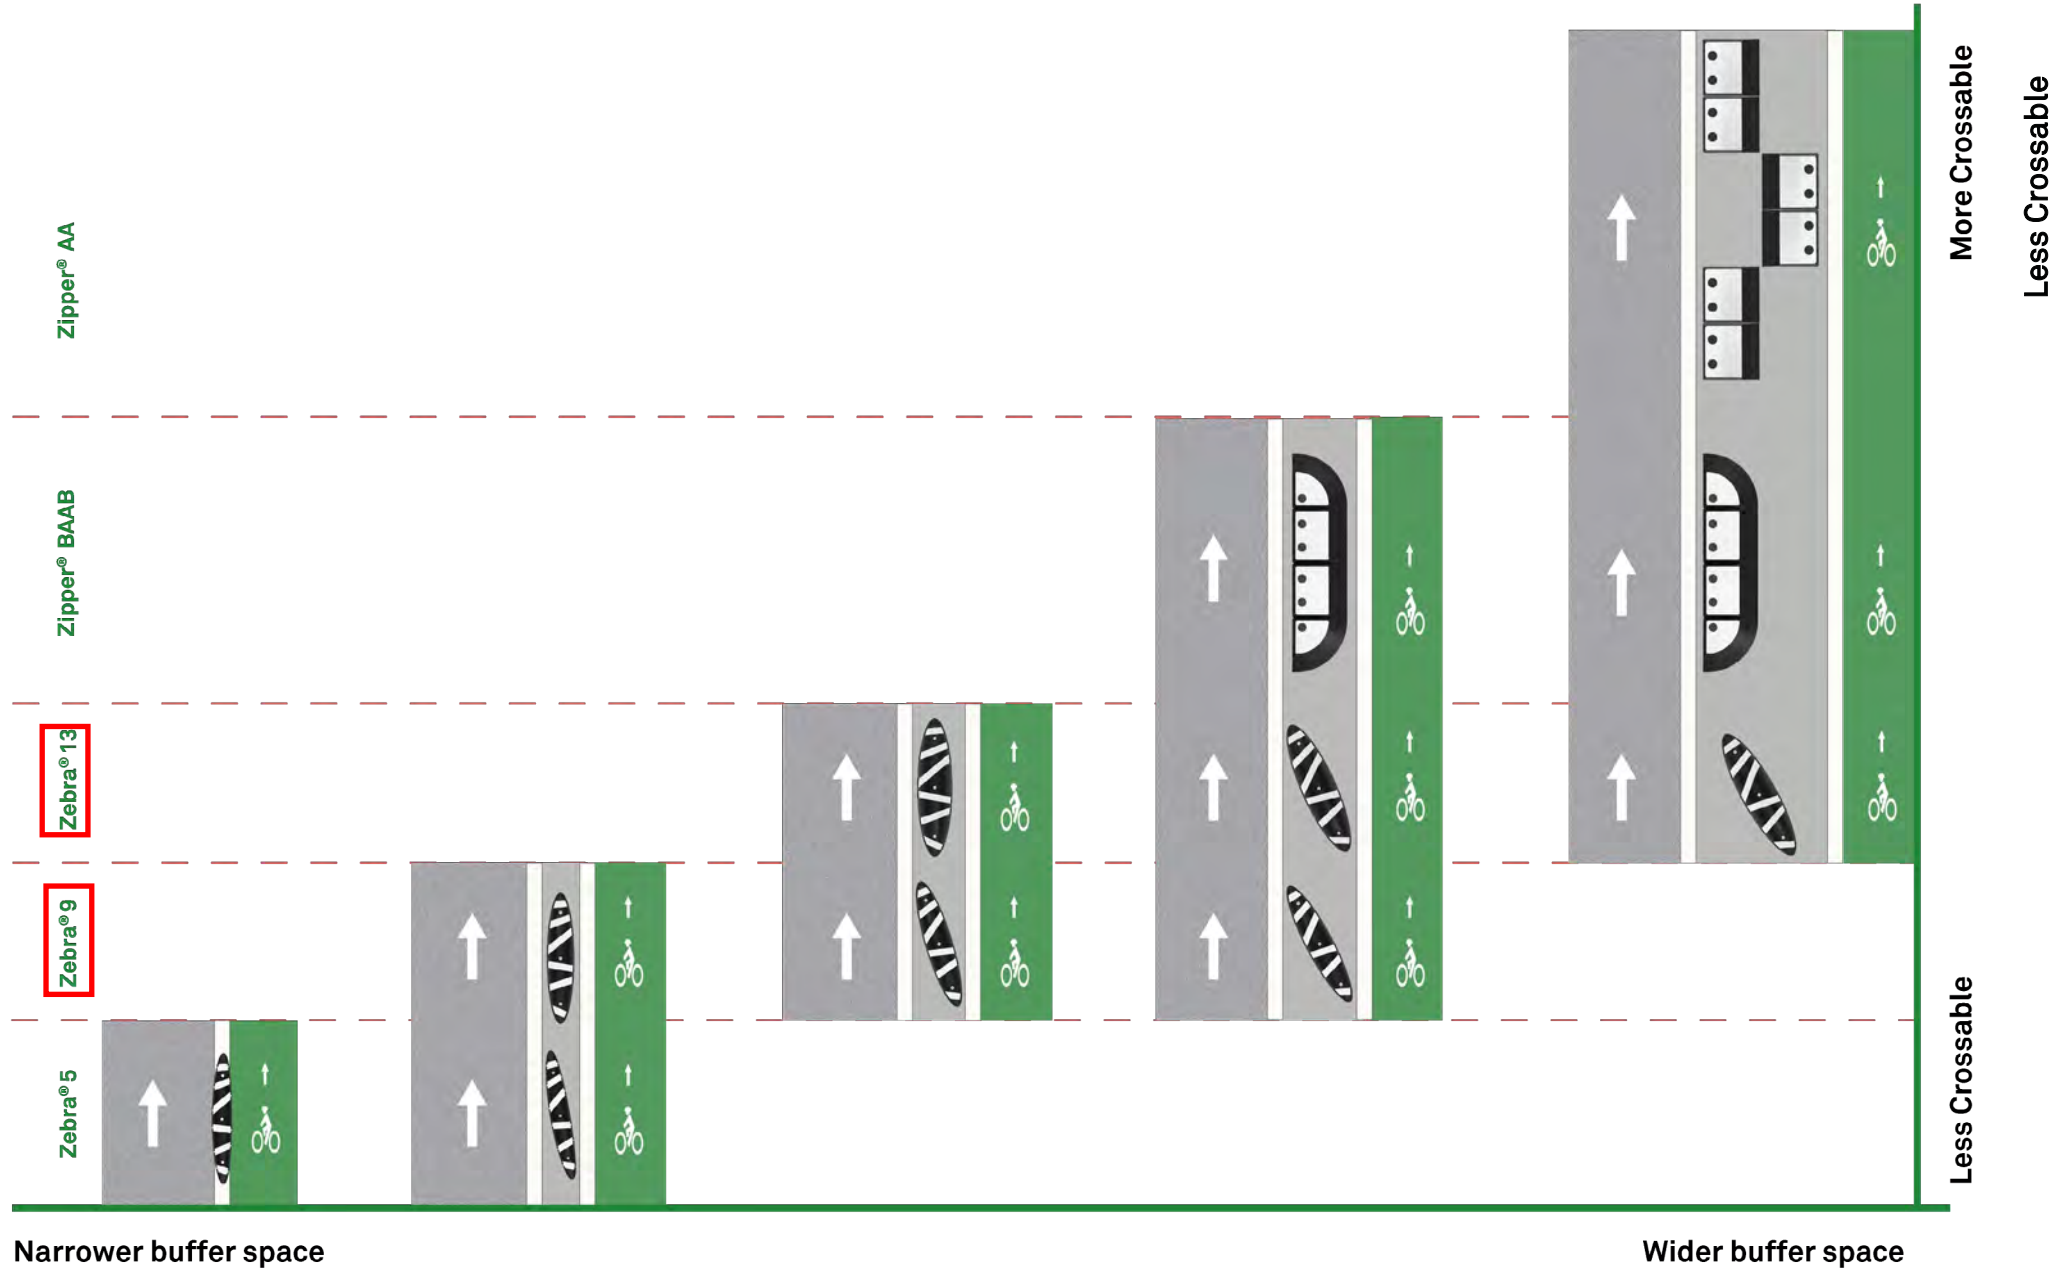 Zipper® AA
Zipper® BAAB
Zebra® 13
Zebra® 9
Zebra® 5
More Crossable
Less Crossable
Less Crossable
Narrower buffer space
Wider buffer space